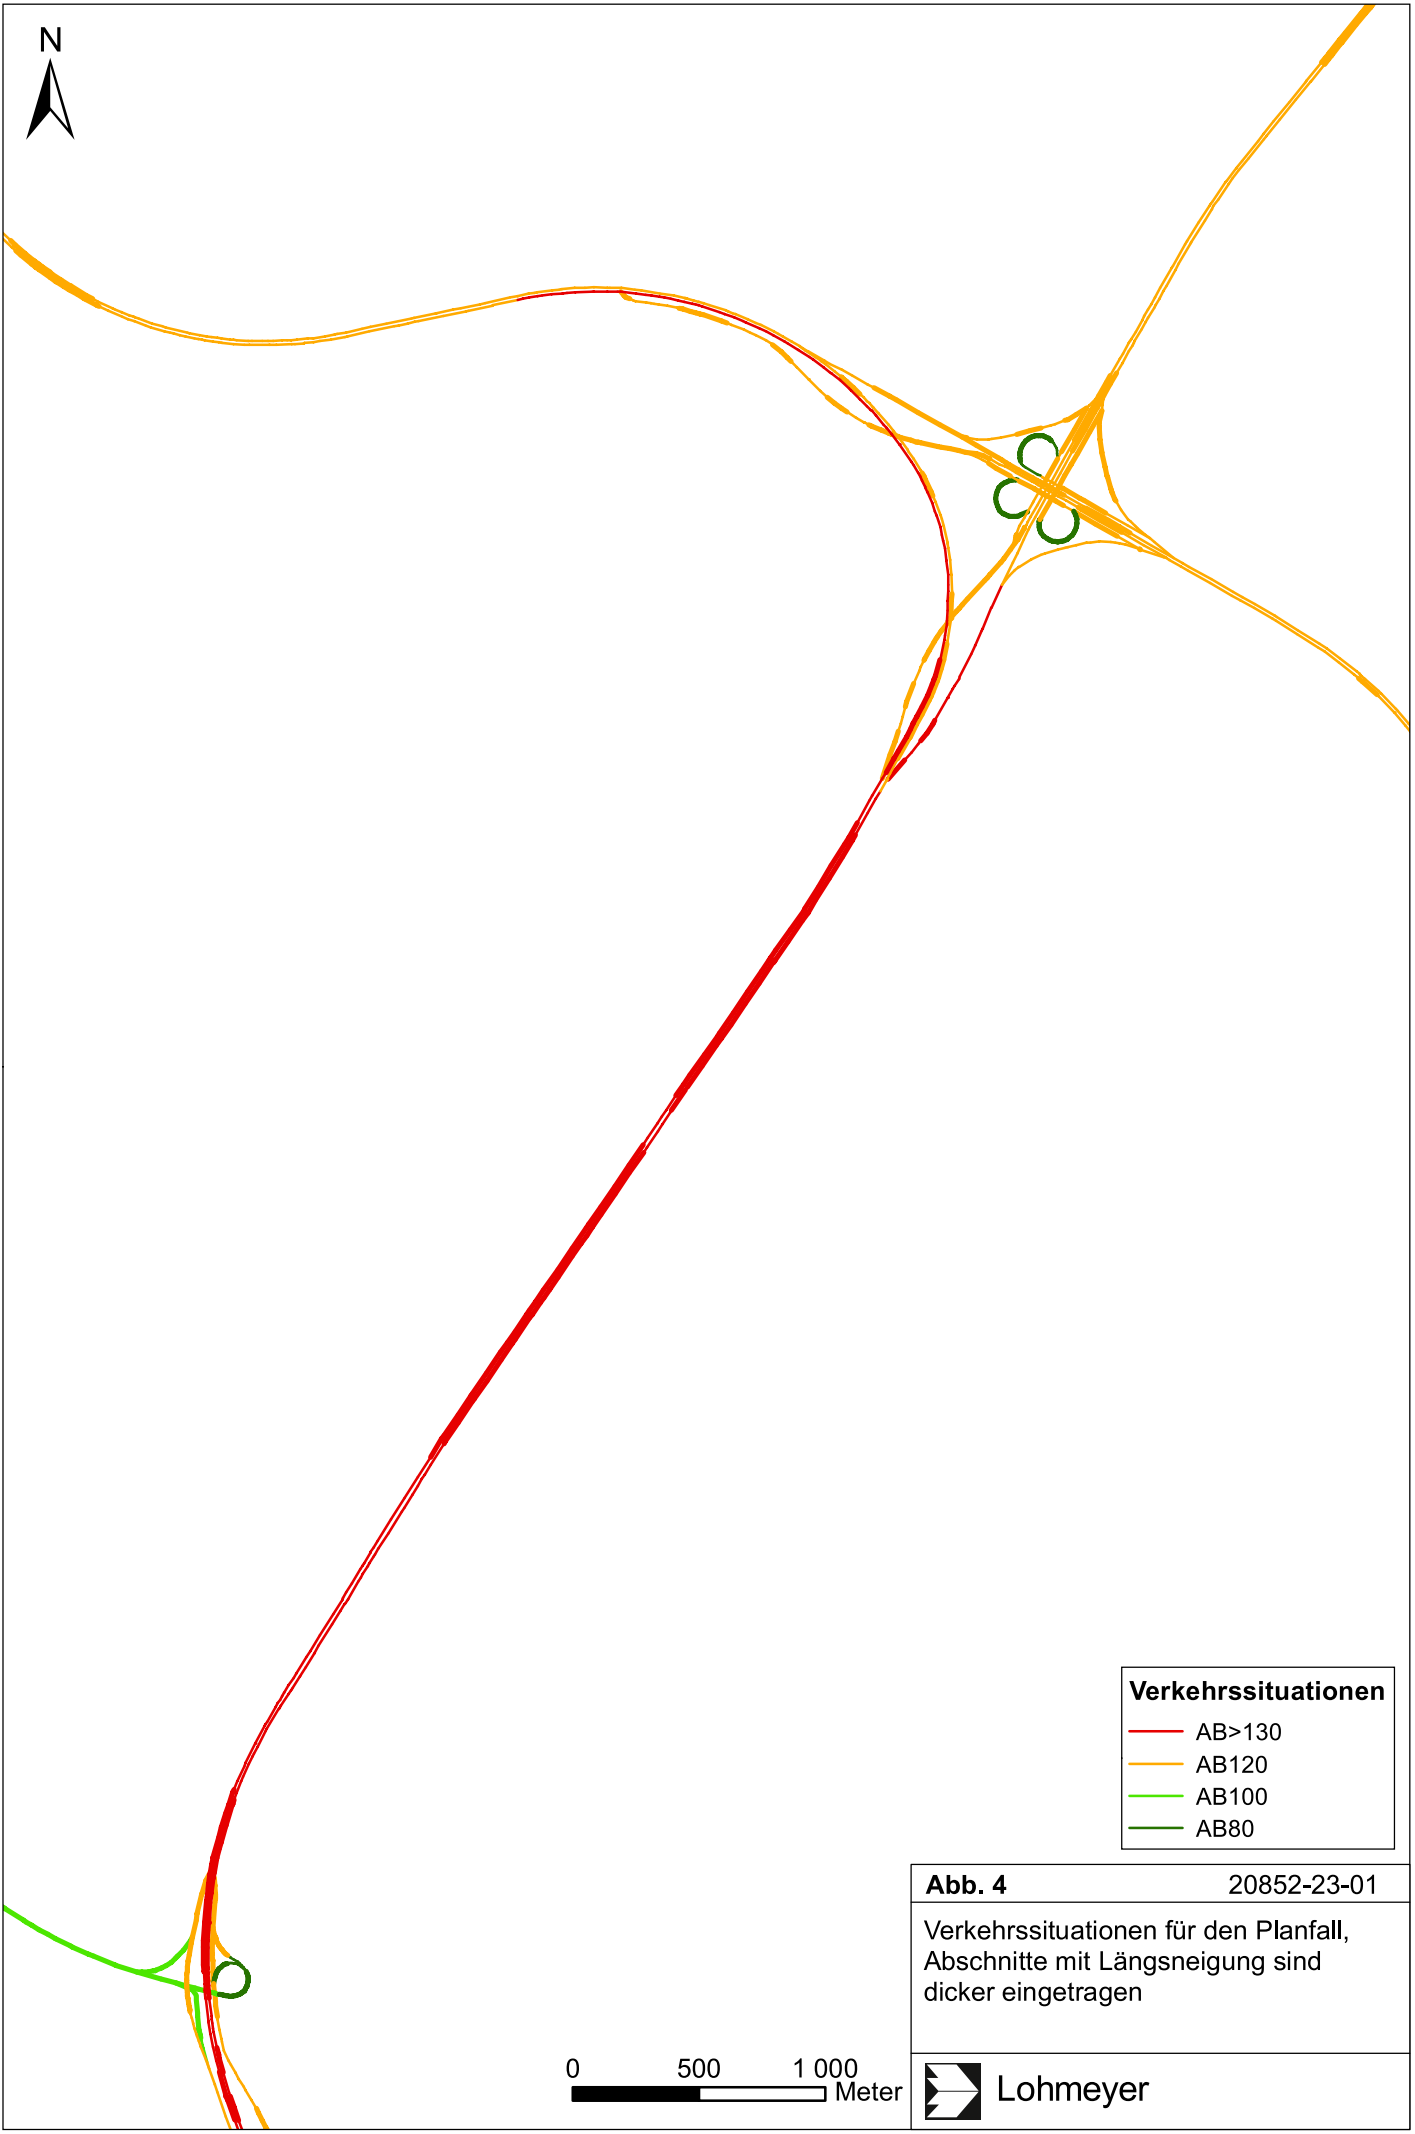 N
Verkehrssituationen
AB>130
AB120
AB100
AB80
Abb. 4 20852-23-01
Verkehrssituationen für den Planfall,
Abschnitte mit Längsneigung sind
dicker eingetragen
0 500 1 000
Meter
Lohmeyer